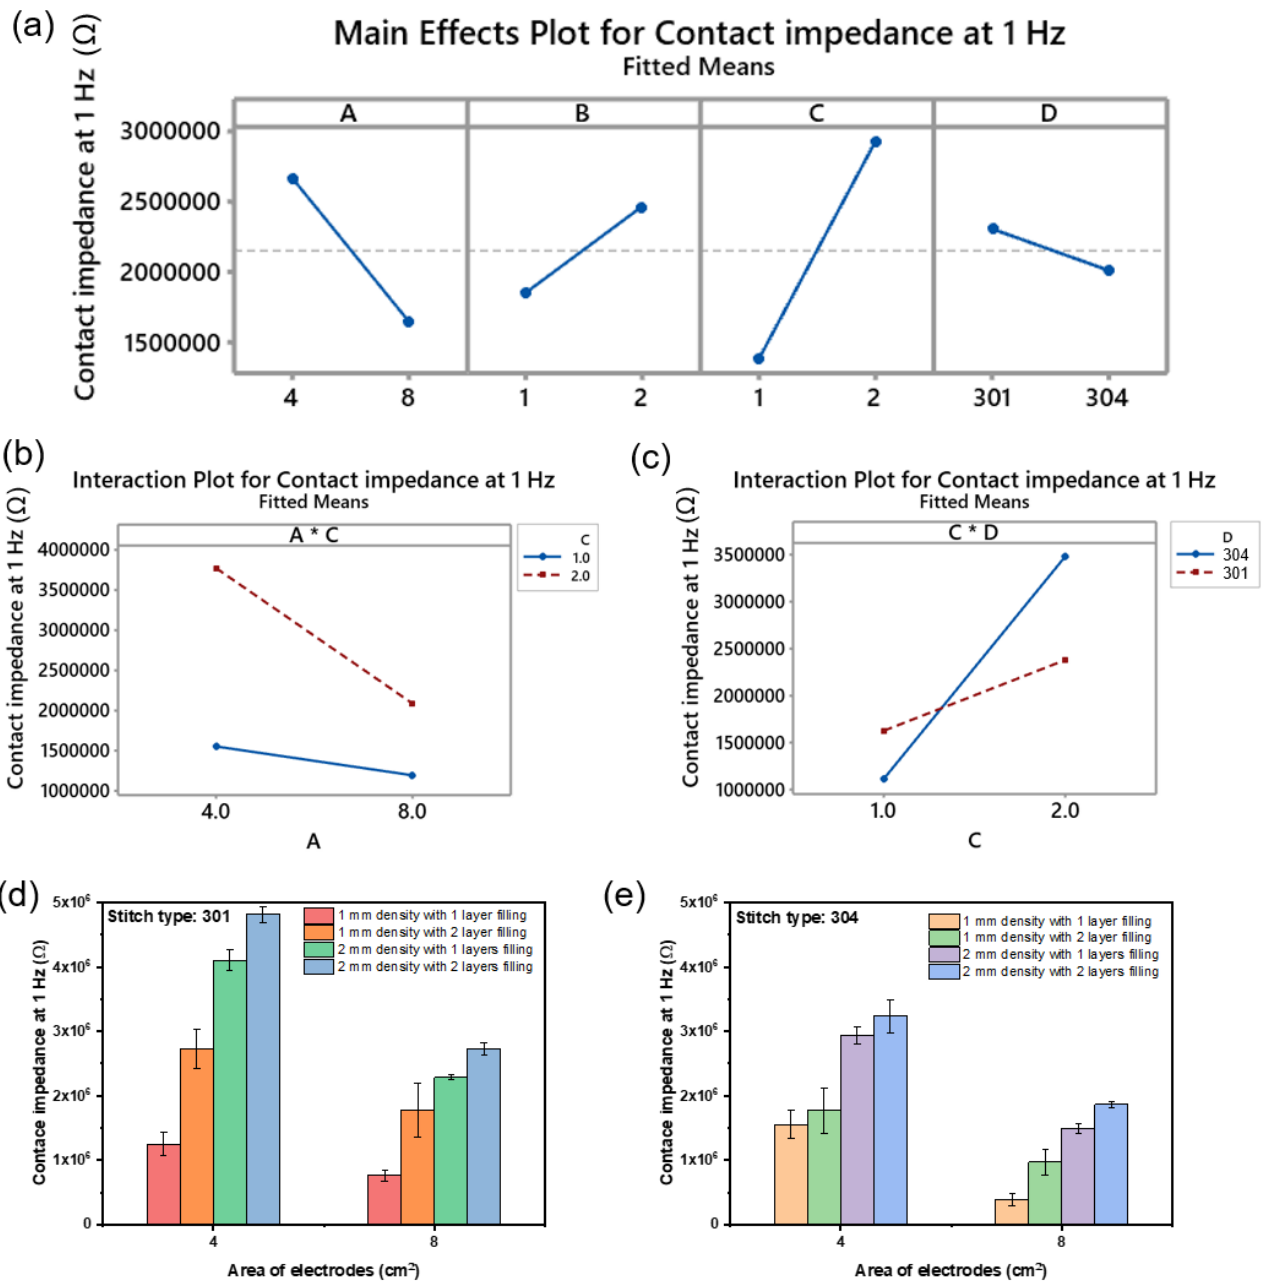 (a)
Main Effects Plot for Contact impedance at 1 Hz
Fitted Means
Contact impedance at 1 Hz (Ω)
A B C D
3000000
2500000
2000000
1500000
4 8 1 2 1 2 301 304
(b)
Interaction Plot for Contact impedance at 1 Hz
Fitted Means
Contact impedance at 1 Hz (Ω)
A * C
C
1.0
2.0
4000000
3500000
3000000
2500000
2000000
1500000
1000000
4.0 8.0
A
(c)
Interaction Plot for Contact impedance at 1 Hz
Fitted Means
Contact impedance at 1 Hz (Ω)
C * D
D
304
301
3500000
3000000
2500000
2000000
1500000
1000000
1.0 2.0
C
(d)
Stitch type: 301
1 mm density with 1 layer filling
1 mm density with 2 layer filling
2 mm density with 1 layers filling
2 mm density with 2 layers filling
Contace impedance at 1 Hz (Ω)
5x10⁶
4x10⁶
3x10⁶
2x10⁶
1x10⁶
0
4 8
Area of electrodes (cm²)
(e)
Stitch type: 304
1 mm density with 1 layer filling
1 mm density with 2 layer filling
2 mm density with 1 layers filling
2 mm density with 2 layers filling
Contace impedance at 1 Hz (Ω)
5x10⁶
4x10⁶
3x10⁶
2x10⁶
1x10⁶
0
4 8
Area of electrodes (cm²)